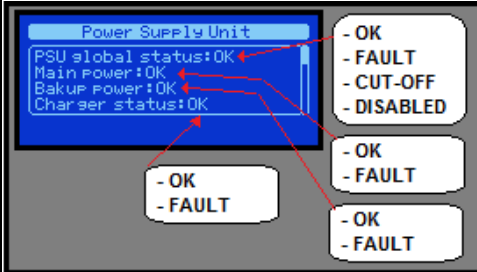 Power Supply Unit
PSU global status:OK
Main power:OK
Bakup power:OK
Charger status:OK
- OK
- FAULT
- CUT-OFF
- DISABLED
- OK
- FAULT
- OK
- FAULT
- OK
- FAULT